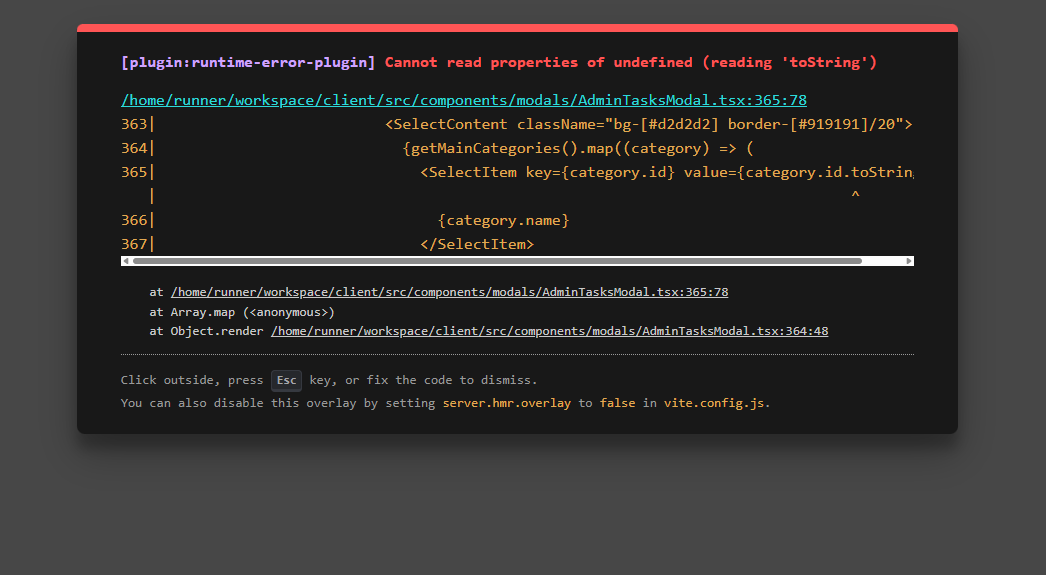 [plugin:runtime-error-plugin] Cannot read properties of undefined (reading 'toString')
/home/runner/workspace/client/src/components/modals/AdminTasksModal.tsx:365:78
363|                           <SelectContent className="bg-[#d2d2d2] border-[#919191]/20">
364|                             {getMainCategories().map((category) => (
365|                               <SelectItem key={category.id} value={category.id.toString
   |                                                                                ^
366|                                 {category.name}
367|                               </SelectItem>
at /home/runner/workspace/client/src/components/modals/AdminTasksModal.tsx:365:78
at Array.map (<anonymous>)
at Object.render /home/runner/workspace/client/src/components/modals/AdminTasksModal.tsx:364:48
Click outside, press Esc key, or fix the code to dismiss.
You can also disable this overlay by setting server.hmr.overlay to false in vite.config.js.